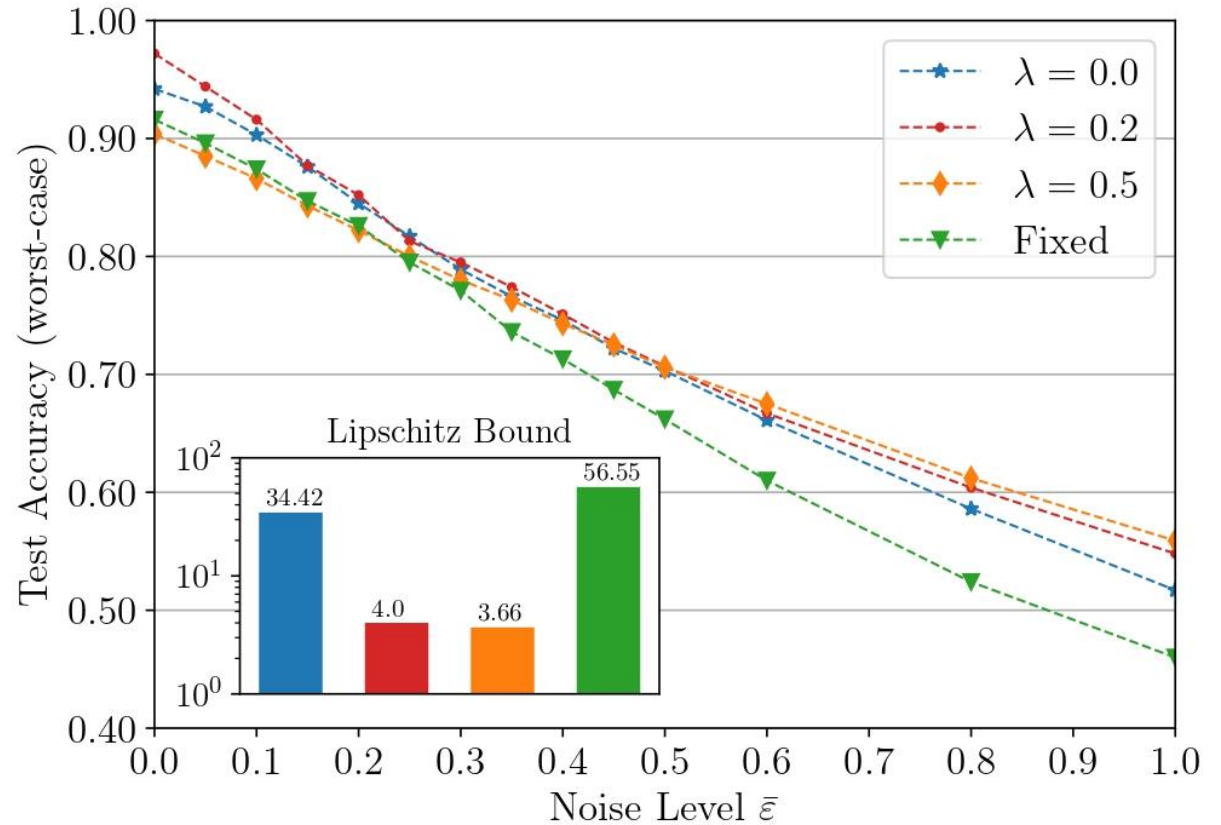 1.00
0.90
0.80
0.70
0.60
0.50
0.40
Test Accuracy (worst-case)
λ = 0.0
λ = 0.2
λ = 0.5
Fixed
Lipschitz Bound
10²
10¹
10⁰
34.42
4.0
3.66
56.55
0.0 0.1 0.2 0.3 0.4 0.5 0.6 0.7 0.8 0.9 1.0
Noise Level ε̄